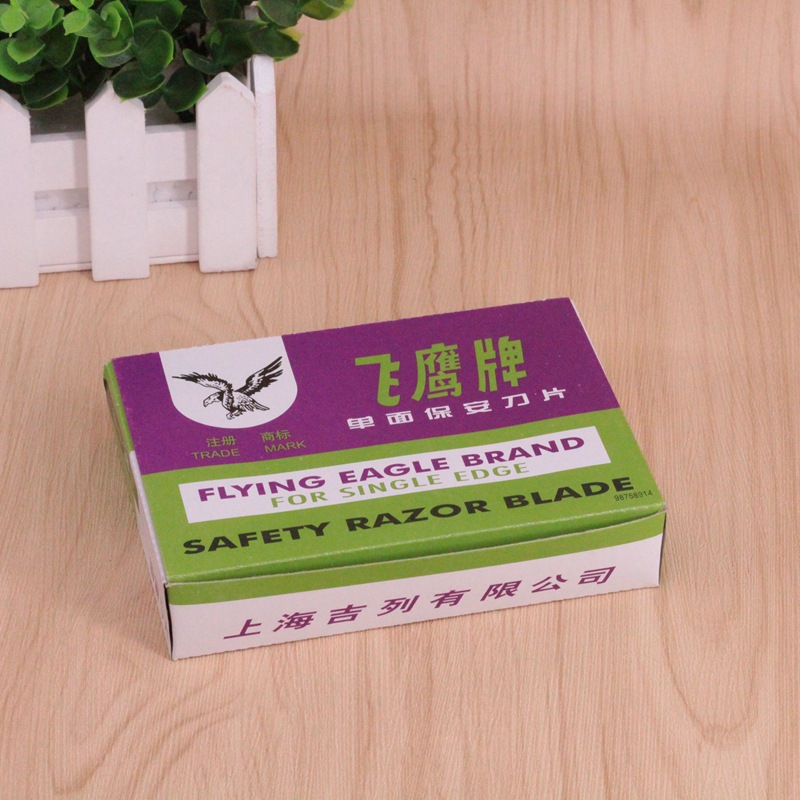 飞鹰牌
单面保安刀片
注册 商标
TRADE MARK
FLYING EAGLE BRAND
FOR SINGLE EDGE
SAFETY RAZOR BLADE
98758314
上海吉列有限公司